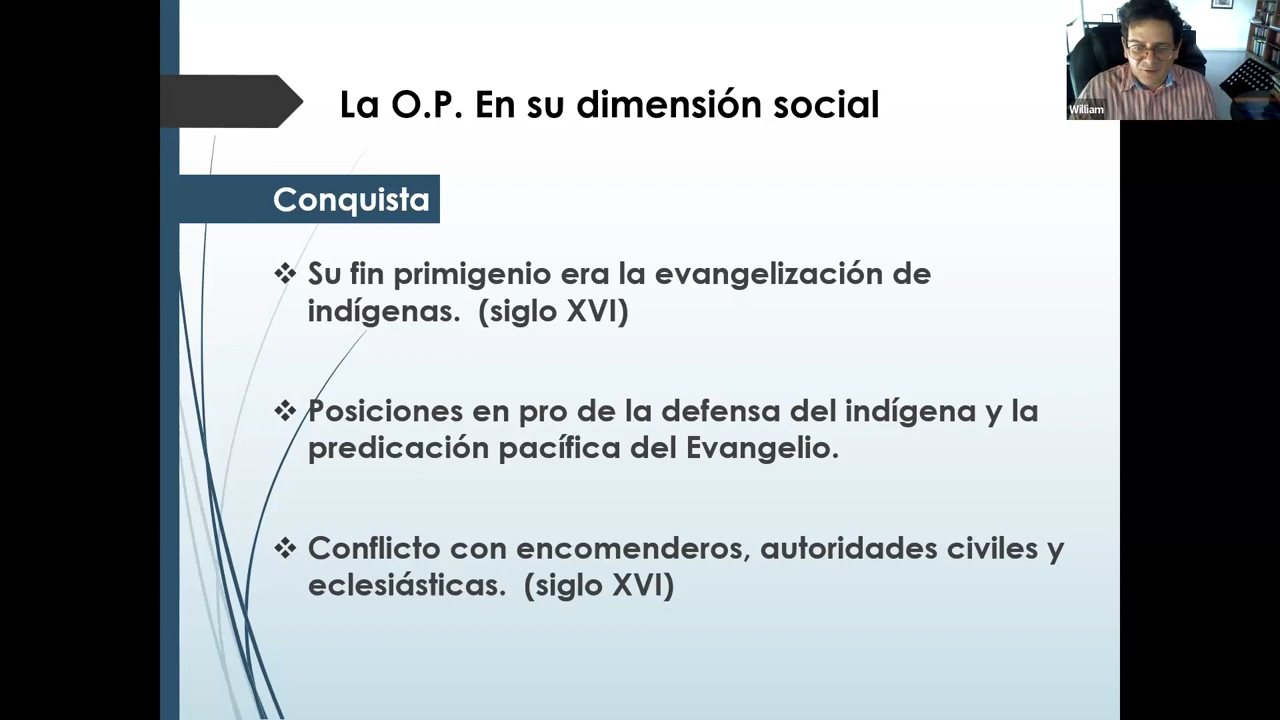 La O.P. En su dimensión social
William
Conquista
❖ Su fin primigenio era la evangelización de
indígenas. (siglo XVI)
❖ Posiciones en pro de la defensa del indígena y la
predicación pacífica del Evangelio.
❖ Conflicto con encomenderos, autoridades civiles y
eclesiásticas. (siglo XVI)